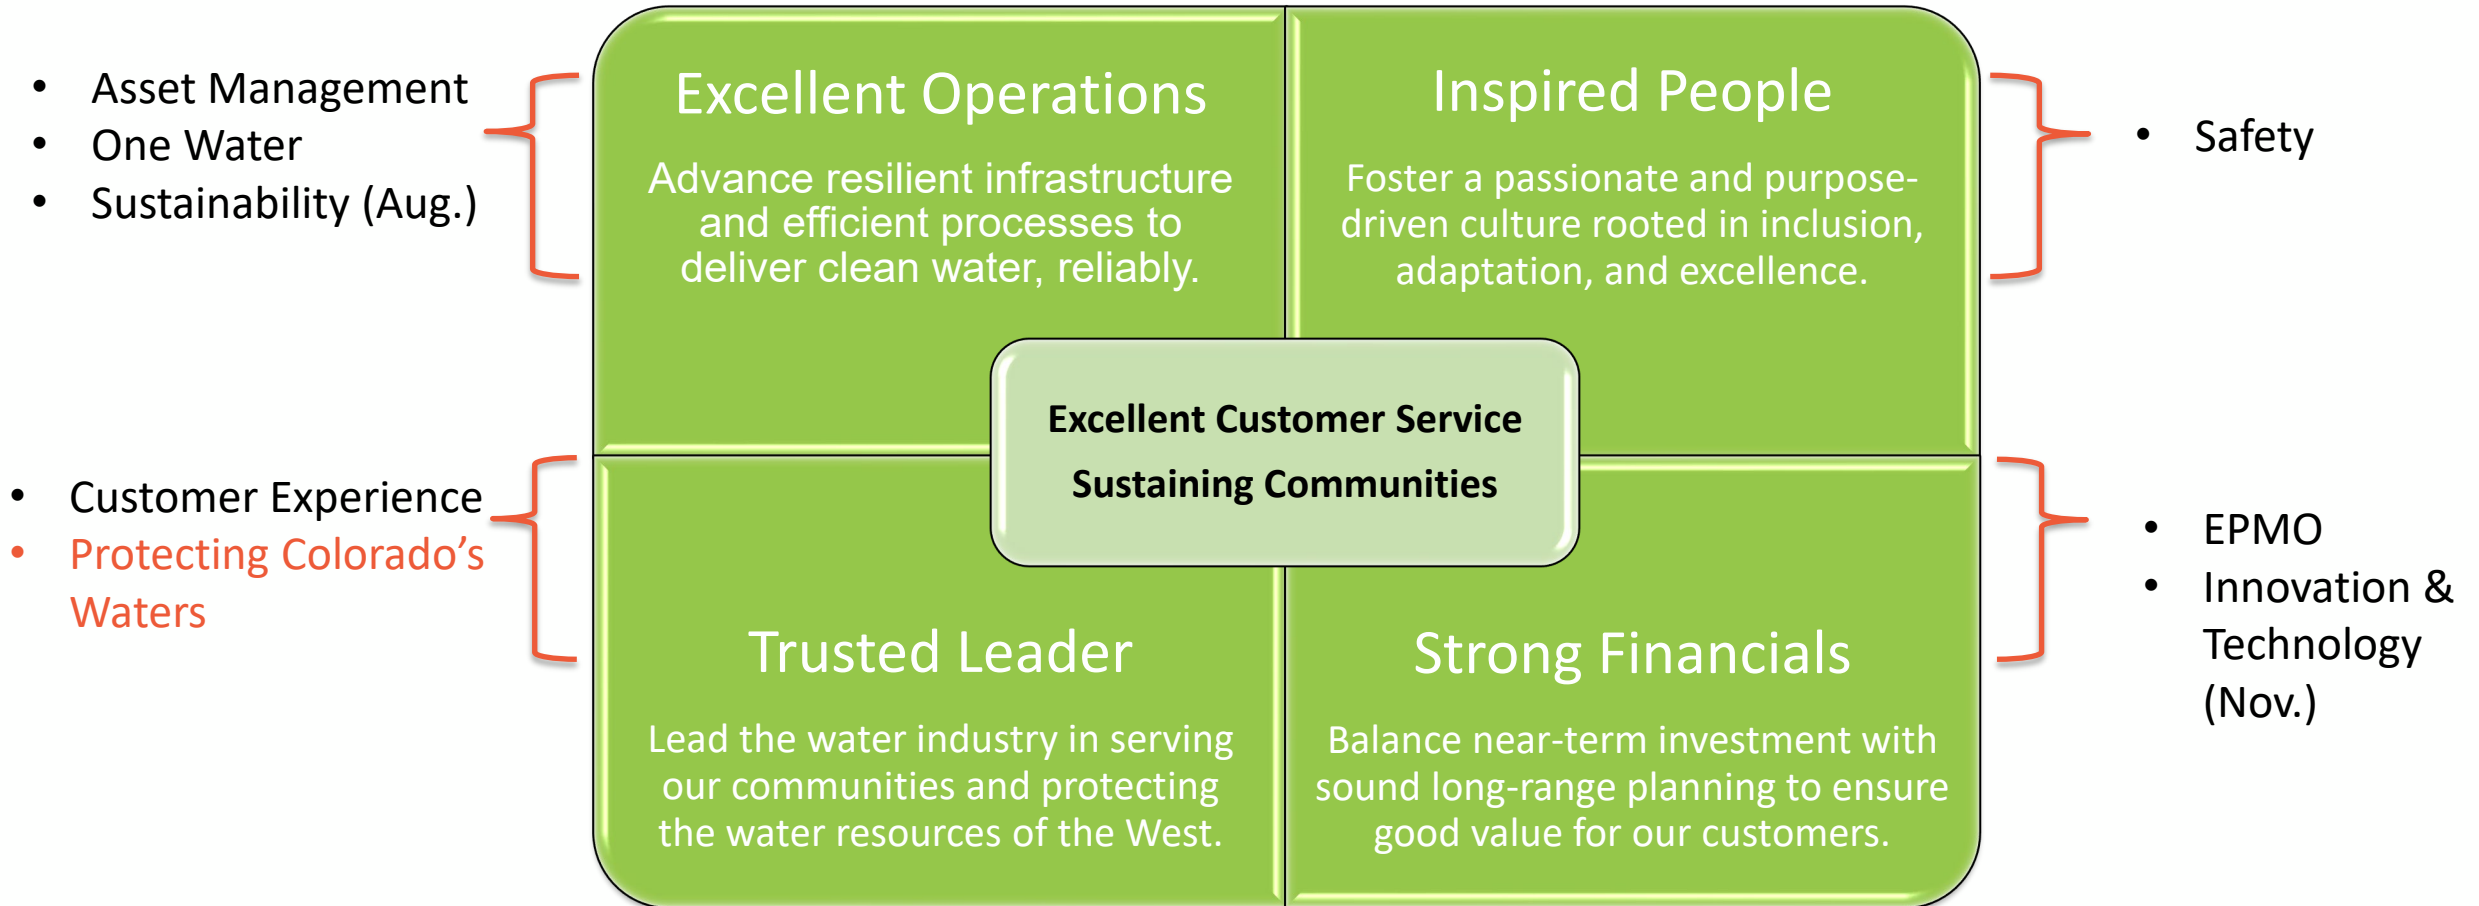 • Asset Management
• One Water
• Sustainability (Aug.)
Excellent Operations
Advance resilient infrastructure
and efficient processes to
deliver clean water, reliably.
Inspired People
Foster a passionate and purpose-
driven culture rooted in inclusion,
adaptation, and excellence.
• Safety
Excellent Customer Service
Sustaining Communities
• Customer Experience
• Protecting Colorado’s
Waters
Trusted Leader
Lead the water industry in serving
our communities and protecting
the water resources of the West.
Strong Financials
Balance near-term investment with
sound long-range planning to ensure
good value for our customers.
• EPMO
• Innovation &
Technology
(Nov.)